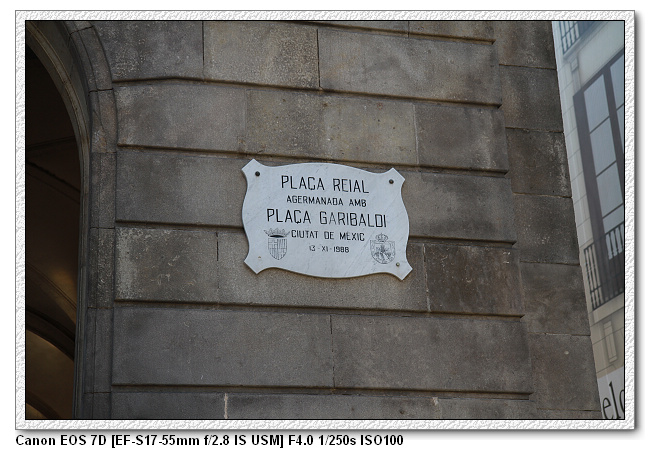 PLAÇA REIAL
AGERMANADA AMB
PLAÇA GARIBALDI
CIUTAT DE MÈXIC
13 - XI - 1988
Canon EOS 7D [EF-S17-55mm f/2.8 IS USM] F4.0 1/250s ISO100